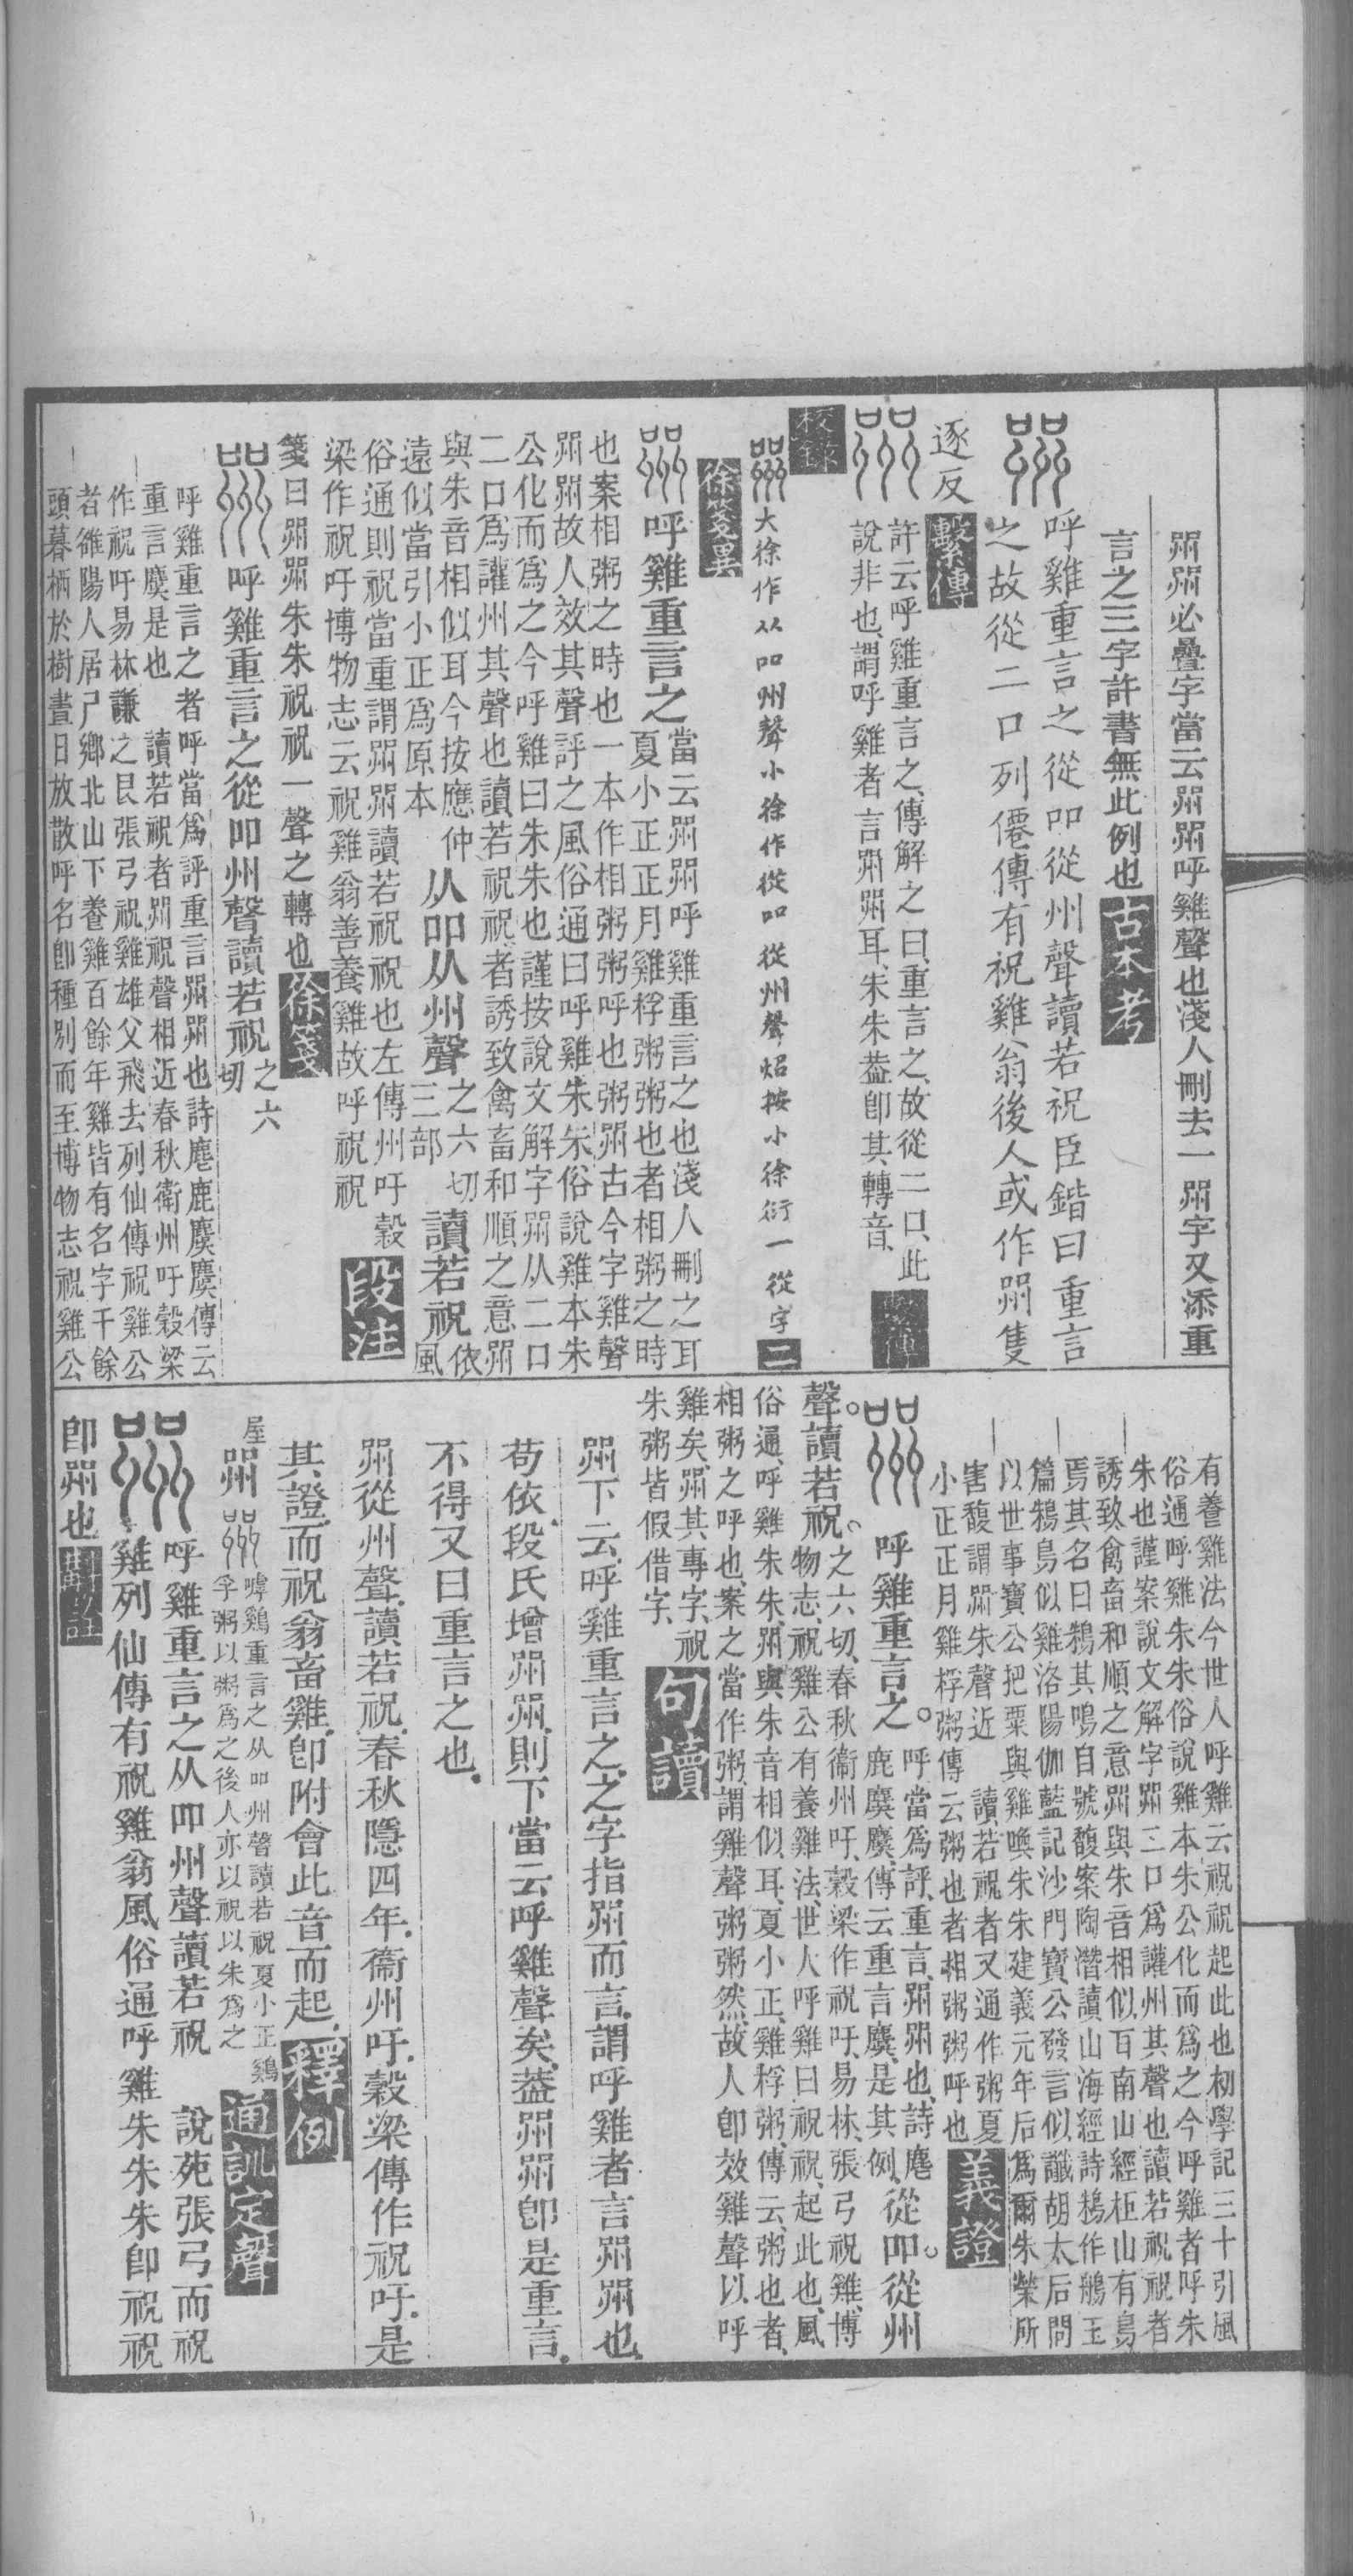 喌喌必疊字當云喌喌呼雞聲也淺人刪去一喌字又添重
言之三字許書無此例也古本考
呼雞重言之從吅從州聲讀若祝臣鍇曰重言
之故從二口列僊傳有祝雞翁後人或作喌隻
逐反繫傳
許云呼雞重言之傳解之曰重言之故從二口此
說非也謂呼雞者言喌喌耳朱朱葢卽其轉音
校錄
大徐作从吅州聲小徐作從吅從州聲炤按小徐衍一從字二
徐箋異
呼雞重言之當云喌喌呼雞重言之也淺人刪之耳
夏小正正月雞桴粥粥也者相粥之時
也案相粥之時也一本作相粥粥呼也粥喌古今字雞聲
喌喌故人效其聲評之風俗通曰呼雞朱朱俗說雞本朱
公化而爲之今呼雞曰朱朱也謹按說文解字喌从二口
二口爲讙州其聲也讀若祝祝者誘致禽畜和順之意喌
與朱音相似耳今按應仲
遠似當引小正爲原本
从吅从州聲之六切三部讀若祝依風
俗通則祝當重謂喌喌讀若祝祝也左傳州吁穀
梁作祝吁博物志云祝雞翁善養雞故呼祝祝
段注
箋曰喌喌朱朱祝祝一聲之轉也徐箋
呼雞重言之從吅州聲讀若祝之六切
呼雞重言之者呼當爲評重言喌喌也詩麀鹿麌麌傳云
重言麌是也　讀若祝者喌祝聲相近春秋衞州吁穀梁
作祝吁易林謙之艮張弓祝雞雄父飛去列仙傳祝雞公
者雒陽人居尸鄉北山下養雞百餘年雞皆有名字千餘
頭暮栖於樹晝日放散呼名卽種別而至博物志祝雞公
有養雞法今世人呼雞云祝祝起此也初學記三十引風
俗通呼雞朱朱俗說雞本朱公化而爲之今呼雞者呼朱
朱也謹案說文解字喌二口爲讙州其聲也讀若祝祝者
誘致禽畜和順之意喌與朱音相似百南山經柜山有鳥
焉其名曰鴸其鳴自號馥案陶潛讀山海經詩鴸作鵃玉
篇鴸鳥似雞洛陽伽藍記沙門寶公發言似讖胡太后問
以世事寶公把粟與雞喚朱朱建義元年后爲爾朱榮所
害馥謂喌朱聲近　讀若祝者又通作粥夏
小正正月雞桴粥傳云粥也者相粥粥呼也
義證
呼雞重言之呼當爲評重言喌喌也詩麀
鹿麌麌傳云重言麌是其例從吅從州
聲讀若祝之六切春秋衞州吁穀梁作祝吁易林張弓祝雞博
物志祝雞公有養雞法世人呼雞曰祝祝起此也風
俗通呼雞朱朱喌與朱音相似耳夏小正雞桴粥傳云粥也者
相粥之呼也案之當作粥謂雞聲粥粥然故人卽效雞聲以呼
雞矣喌其專字祝
朱粥皆假借字
句讀
喌下云呼雞重言之之字指喌而言謂呼雞者言喌喌也
苟依段氏增喌喌則下當云呼雞聲矣葢喌喌卽是重言
不得又曰重言之也
喌從州聲讀若祝春秋隱四年衞州吁穀梁傳作祝吁是
其證而祝翁畜雞卽附會此音而起釋例
屋喌
嘑鷄重言之从吅州聲讀若祝夏小正鷄
孚粥以粥爲之後人亦以祝以朱爲之
通訓定聲
呼雞重言之从吅州聲讀若祝　說苑張弓而祝
雞列仙傳有祝雞翁風俗通呼雞朱朱朱卽祝祝
卽喌也